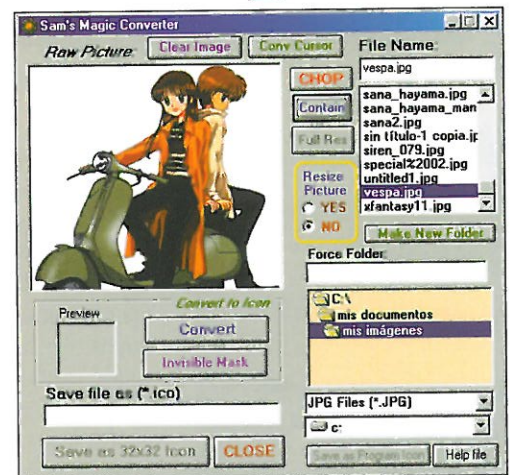 Sam's Magic Converter
Raw Picture:
Clear Image
Conv Cursor
File Name:
vespa.jpg
CHOP
Contain
Full Res
sana_hayama.jpg
sana_hayama_man
sana2.jpg
sin título-1 copia.jp
siren_079.jpg
special%2002.jpg
untitled1.jpg
vespa.jpg
xfantasy11.jpg
Resize
Picture
YES
NO
Make New Folder
Force Folder:
C:\
mis documentos
mis imágenes
Convert to Icon
Preview
Convert
Invisible Mask
Save file as (*.ico)
JPG Files (*.JPG)
c:
Save as 32x32 Icon
CLOSE
Save as Program Icon
Help file